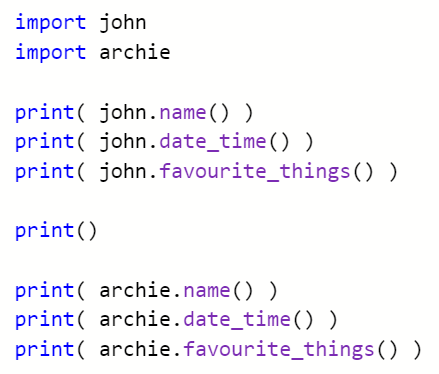 import john
import archie

print( john.name() )
print( john.date_time() )
print( john.favourite_things() )

print()

print( archie.name() )
print( archie.date_time() )
print( archie.favourite_things() )